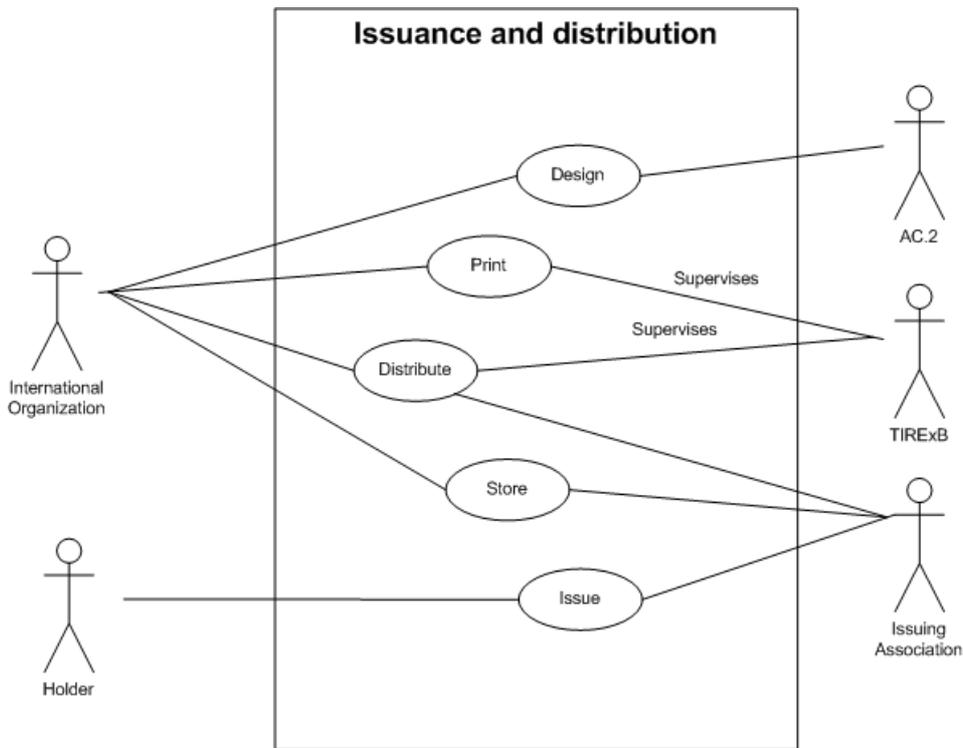 Issuance and distribution
Design
AC.2
Print
Supervises
Supervises
Distribute
International
Organization
TIRExB
Store
Issue
Issuing
Association
Holder